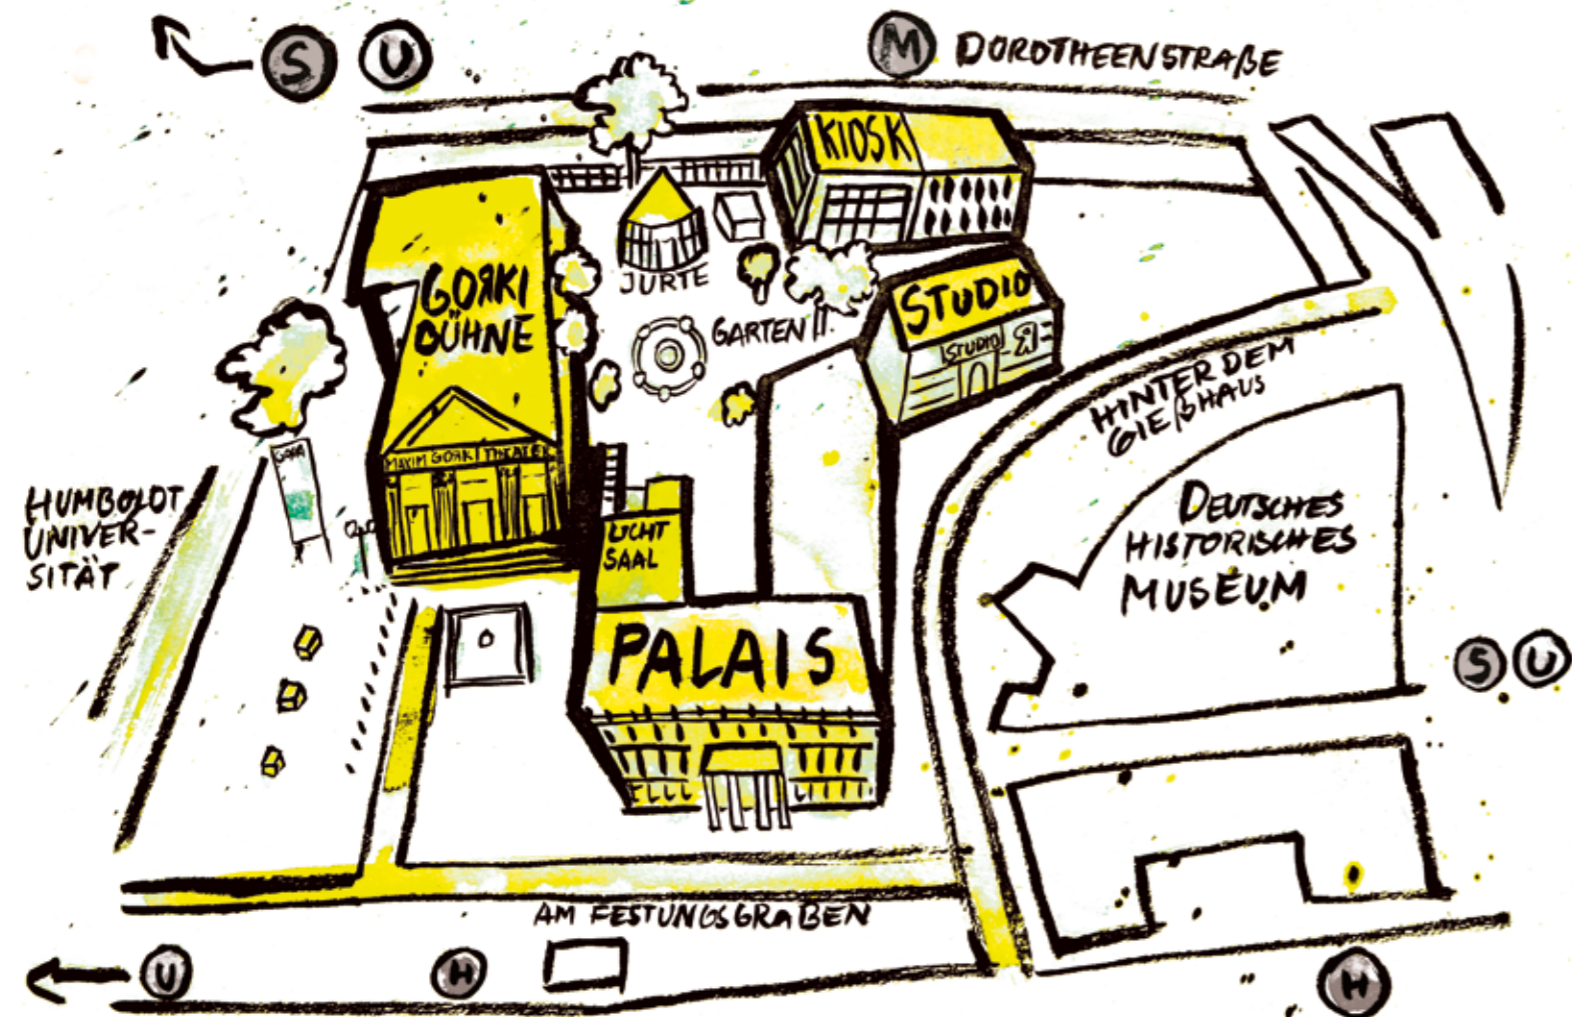 S U
M DOROTHEENSTRAßE
KIOSK
GOЯKI
BÜHNE
JURTE
STUDIO
GARTEN
STUDIO Я
HINTER DEM
GIEßHAUS
MAXIM GORKI THEATER
HUMBOLDT
UNIVER-
SITÄT
LICHT
SAAL
DEUTSCHES
HISTORISCHES
MUSEUM
PALAIS
S U
AM FESTUNGSGRABEN
U
H
H